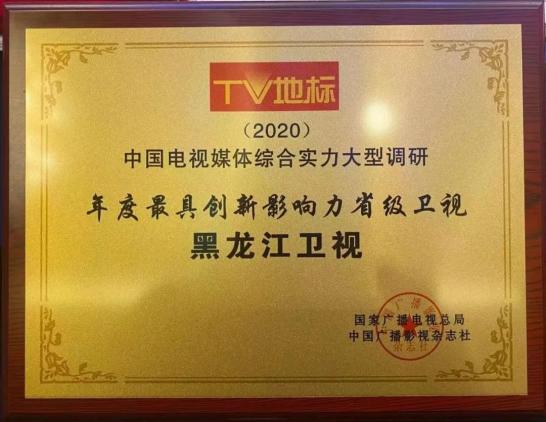 TV地标
（2020）
中国电视媒体综合实力大型调研
年度最具创新影响力省级卫视
黑龙江卫视
国家广播电视总局
中国广播影视杂志社